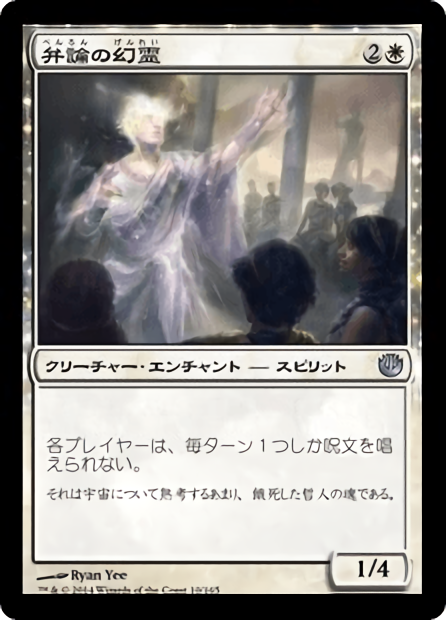 べんろん げんれい
弁論の幻霊
2
クリーチャー・エンチャント — スピリット
各プレイヤーは、毎ターン1つしか呪文を唱
えられない。
それは宇宙について熟考するあまり、餓死した哲人の魂である。
1/4
Ryan Yee